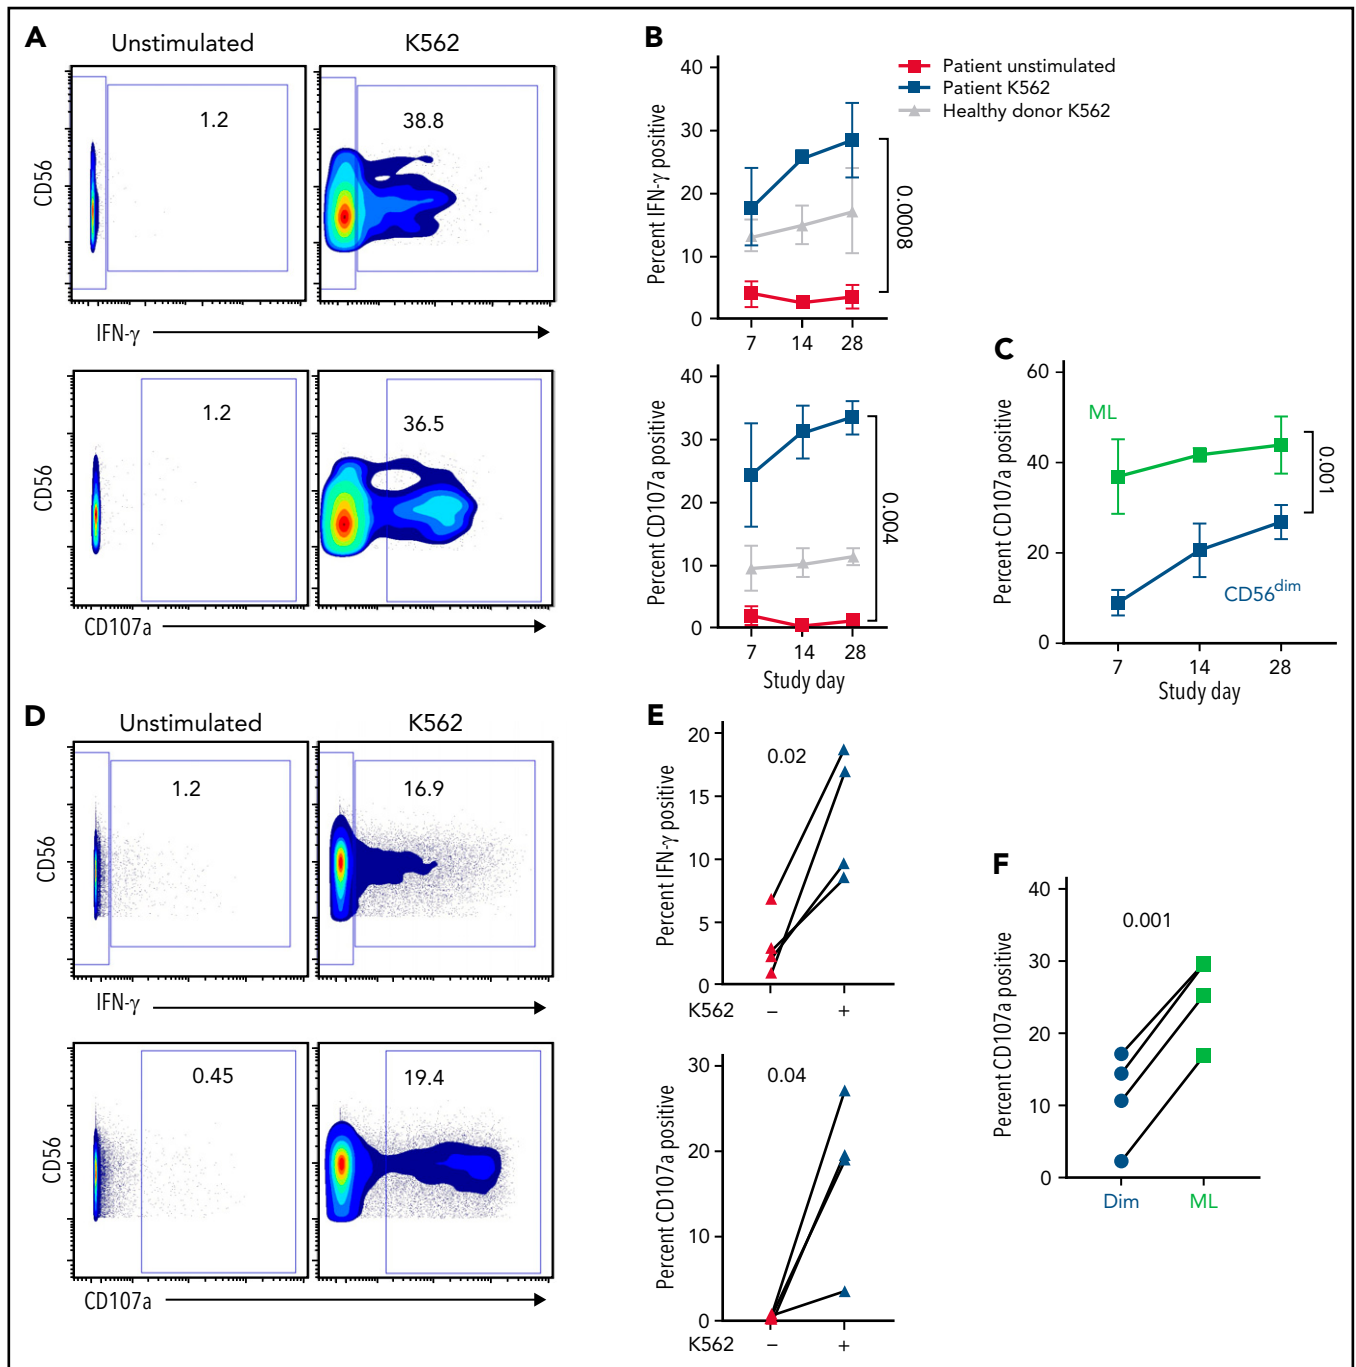 A
Unstimulated
K562
CD56
1.2
38.8
IFN-γ
CD56
1.2
36.5
CD107a
B
Patient unstimulated
Patient K562
Healthy donor K562
Percent IFN-γ positive
40
30
20
10
0
7 14 28
0.0008
Percent CD107a positive
40
30
20
10
0
7 14 28
Study day
0.004
C
Percent CD107a positive
60
40
20
0
ML
CD56dim
0.001
7 14 28
Study day
D
Unstimulated
K562
CD56
1.2
16.9
IFN-γ
CD56
0.45
19.4
CD107a
E
Percent IFN-γ positive
20
15
10
5
0
0.02
K562 – +
Percent CD107a positive
30
20
10
0
0.04
K562 – +
F
Percent CD107a positive
40
30
20
10
0
0.001
Dim ML